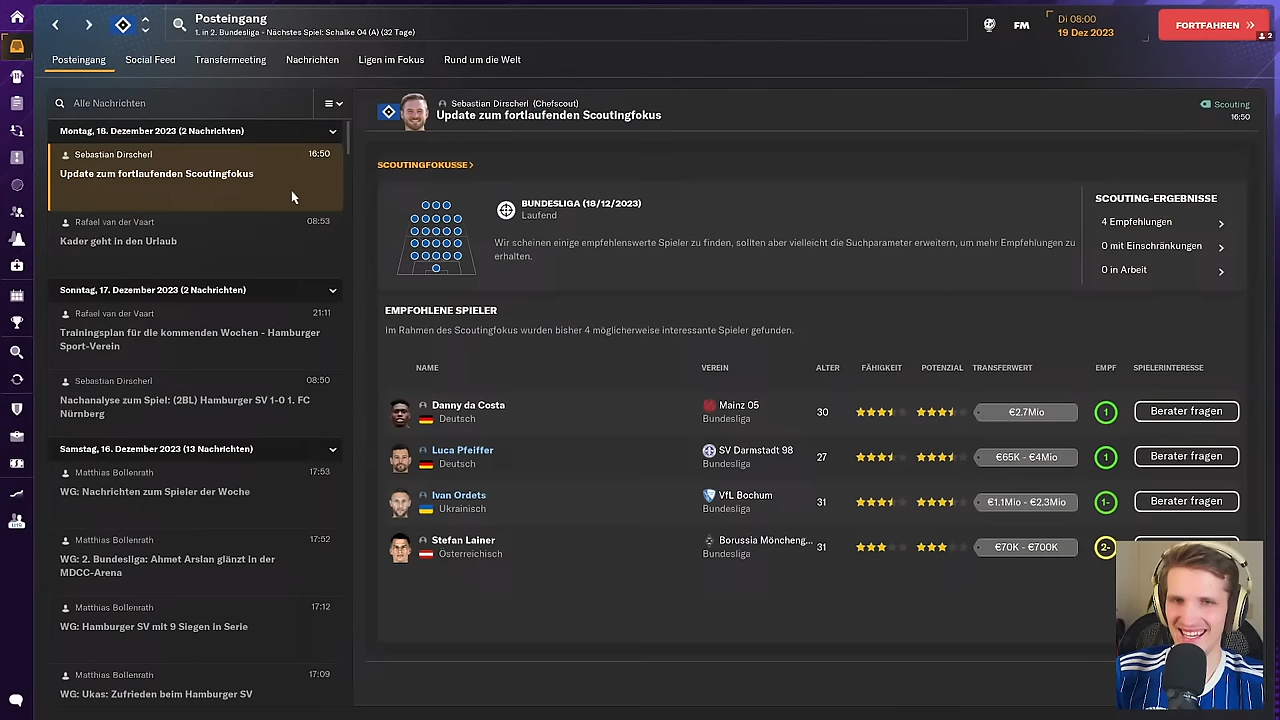 Posteingang
1. in 2. Bundesliga - Nächstes Spiel: Schalke 04 (A) (32 Tage)
FM
Di 08:00
19 Dez 2023
FORTFAHREN
2
Posteingang
Social Feed
Transfermeeting
Nachrichten
Ligen im Fokus
Rund um die Welt
Alle Nachrichten
Montag, 18. Dezember 2023 (2 Nachrichten)
Sebastian Dirscherl 16:50
Update zum fortlaufenden Scoutingfokus
Rafael van der Vaart 08:53
Kader geht in den Urlaub
Sonntag, 17. Dezember 2023 (2 Nachrichten)
Rafael van der Vaart 21:11
Trainingsplan für die kommenden Wochen - Hamburger
Sport-Verein
Sebastian Dirscherl 08:50
Nachanalyse zum Spiel: (2BL) Hamburger SV 1-0 1. FC
Nürnberg
Samstag, 16. Dezember 2023 (13 Nachrichten)
Matthias Bollenrath 17:53
WG: Nachrichten zum Spieler der Woche
Matthias Bollenrath 17:52
WG: 2. Bundesliga: Ahmet Arslan glänzt in der
MDCC-Arena
Matthias Bollenrath 17:12
WG: Hamburger SV mit 9 Siegen in Serie
Matthias Bollenrath 17:09
WG: Ukas: Zufrieden beim Hamburger SV
Sebastian Dirscherl (Chefscout)
Update zum fortlaufenden Scoutingfokus
Scouting
16:50
SCOUTINGFOKUSSE >
BUNDESLIGA (18/12/2023)
Laufend
Wir scheinen einige empfehlenswerte Spieler zu finden, sollten aber vielleicht die Suchparameter erweitern, um mehr Empfehlungen zu
erhalten.
SCOUTING-ERGEBNISSE
4 Empfehlungen
0 mit Einschränkungen
0 in Arbeit
EMPFOHLENE SPIELER
Im Rahmen des Scoutingfokus wurden bisher 4 möglicherweise interessante Spieler gefunden.
NAME VEREIN ALTER FÄHIGKEIT POTENZIAL TRANSFERWERT EMPF SPIELERINTERESSE
Danny da Costa
Deutsch
Mainz 05
Bundesliga
30 €2.7Mio 1 Berater fragen
Luca Pfeiffer
Deutsch
SV Darmstadt 98
Bundesliga
27 €65K - €4Mio 1 Berater fragen
Ivan Ordets
Ukrainisch
VfL Bochum
Bundesliga
31 €1.1Mio - €2.3Mio 1- Berater fragen
Stefan Lainer
Österreichisch
Borussia Möncheng...
Bundesliga
31 €70K - €700K 2-